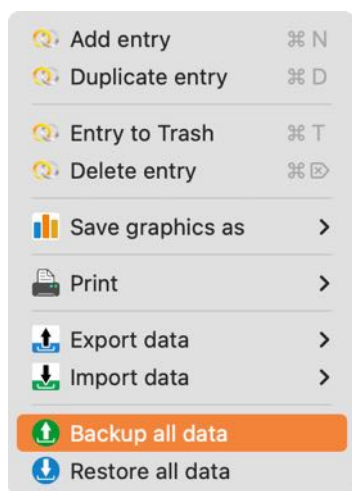 Add entry ⌘ N
Duplicate entry ⌘ D
Entry to Trash ⌘ T
Delete entry ⌘ ⌦
Save graphics as
Print
Export data
Import data
Backup all data
Restore all data